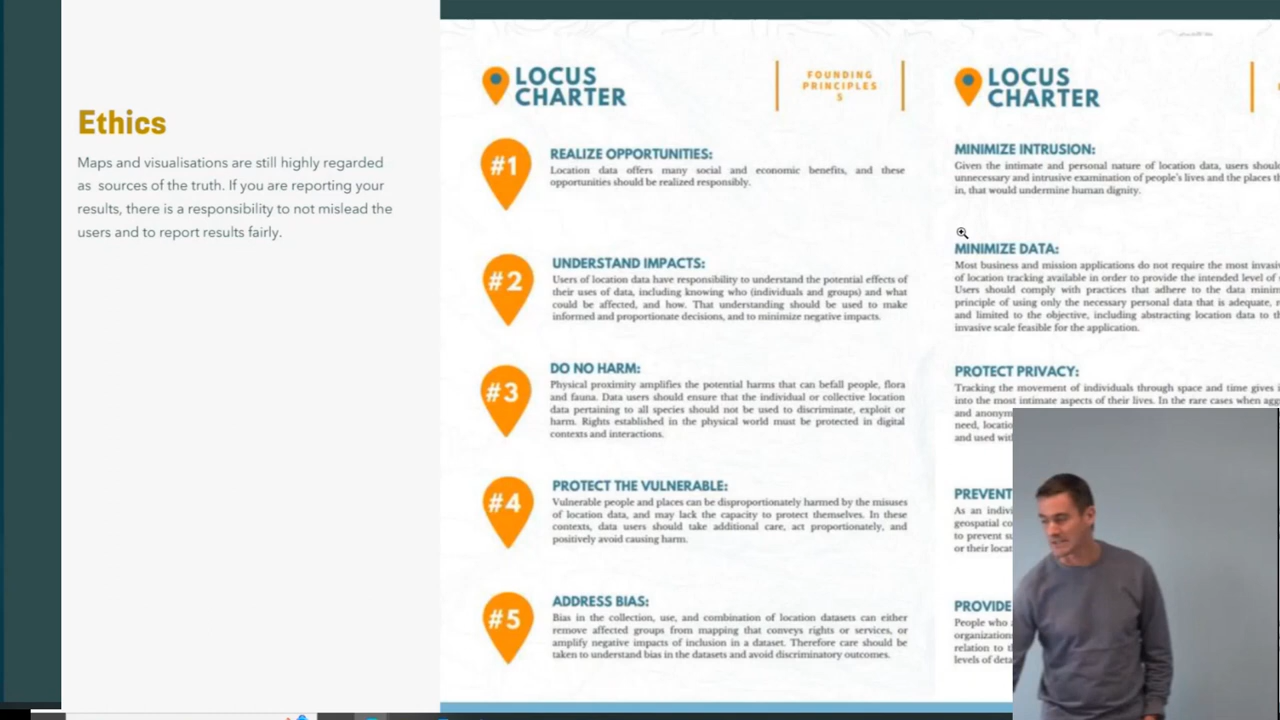 Ethics
Maps and visualisations are still highly regarded
as sources of the truth. If you are reporting your
results, there is a responsibility to not mislead the
users and to report results fairly.
LOCUS
CHARTER
FOUNDING
PRINCIPLES
S
#1
REALIZE OPPORTUNITIES:
Location data offers many social and economic benefits, and these
opportunities should be realized responsibly.
#2
UNDERSTAND IMPACTS:
Users of location data have responsibility to understand the potential effects of
their uses of data, including knowing who (individuals and groups) and what
could be affected, and how. That understanding should be used to make
informed and proportionate decisions, and to minimize negative impacts.
#3
DO NO HARM:
Physical proximity amplifies the potential harms that can befall people, flora
and fauna. Data users should ensure that the individual or collective location
data pertaining to all species should not be used to discriminate, exploit or
harm. Rights established in the physical world must be protected in digital
contexts and interactions.
#4
PROTECT THE VULNERABLE:
Vulnerable people and places can be disproportionately harmed by the misuses
of location data, and may lack the capacity to protect themselves. In these
contexts, data users should take additional care, act proportionately, and
positively avoid causing harm.
#5
ADDRESS BIAS:
Bias in the collection, use, and combination of location datasets can either
remove affected groups from mapping that conveys rights or services, or
amplify negative impacts of inclusion in a dataset. Therefore care should be
taken to understand bias in the datasets and avoid discriminatory outcomes.
LOCUS
CHARTER
MINIMIZE INTRUSION:
Given the intimate and personal nature of location data, users
unnecessary and intrusive examination of people's lives and the places
in, that would undermine human dignity.
MINIMIZE DATA:
Most business and mission applications do not require the most
of location tracking available in order to provide the intended level of
Users should comply with practices that adhere to the data
principle of using only the necessary personal data that is adequate,
and limited to the objective, including abstracting location data to
invasive scale feasible for the application.
PROTECT PRIVACY:
Tracking the movement of individuals through space and time gives
into the most intimate aspects of their lives. In the rare cases when
and
need,
and used
PREVENT
As an
geospatial
to prevent
or their
PROVIDE
People who
relation to
levels of